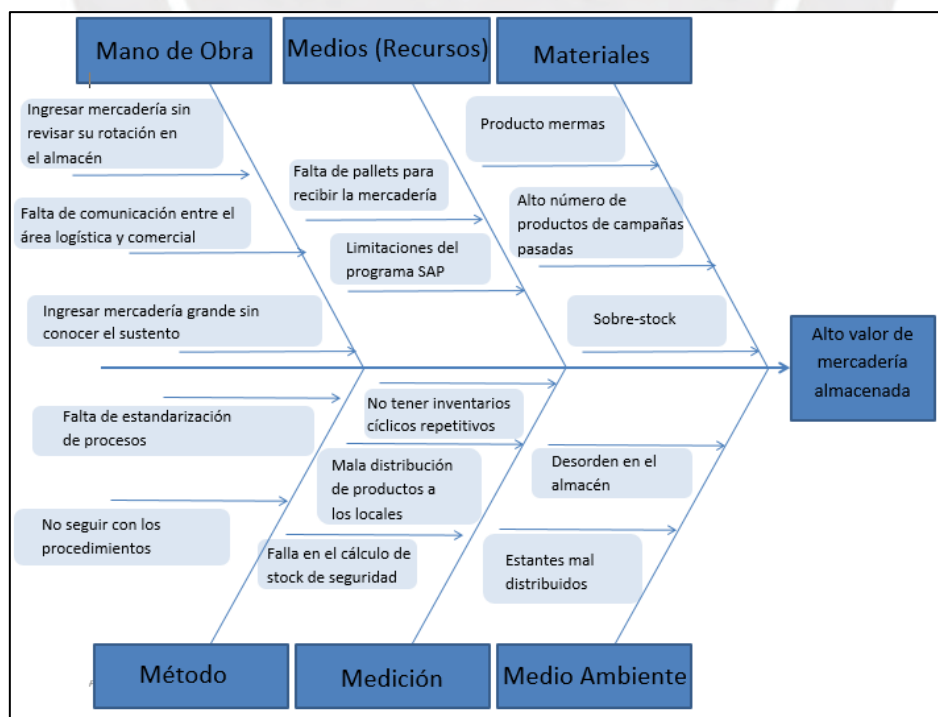 Mano de Obra
Medios (Recursos)
Materiales
Ingresar mercadería sin
revisar su rotación en
el almacén
Falta de comunicación entre el
área logística y comercial
Ingresar mercadería grande sin
conocer el sustento
Falta de pallets para
recibir la mercadería
Limitaciones del
programa SAP
Producto mermas
Alto número de
productos de campañas
pasadas
Sobre-stock
Alto valor de
mercadería
almacenada
Falta de estandarización
de procesos
No seguir con los
procedimientos
No tener inventarios
cíclicos repetitivos
Mala distribución
de productos a
los locales
Falla en el cálculo de
stock de seguridad
Desorden en el
almacén
Estantes mal
distribuidos
Método
Medición
Medio Ambiente